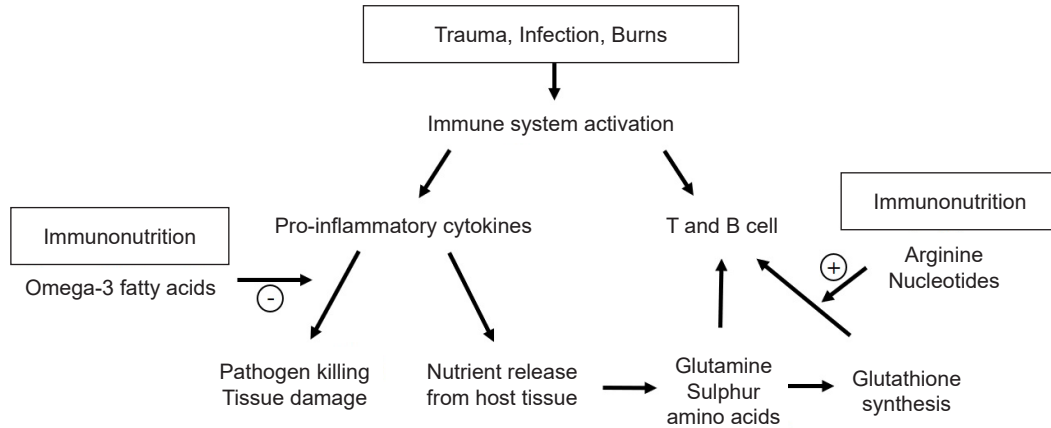 Trauma, Infection, Burns
Immune system activation
Immunonutrition
Pro-inflammatory cytokines
T and B cell
Immunonutrition
Omega-3 fatty acids
-
+
Arginine
Nucleotides
Pathogen killing
Tissue damage
Nutrient release
from host tissue
Glutamine
Sulphur
amino acids
Glutathione
synthesis